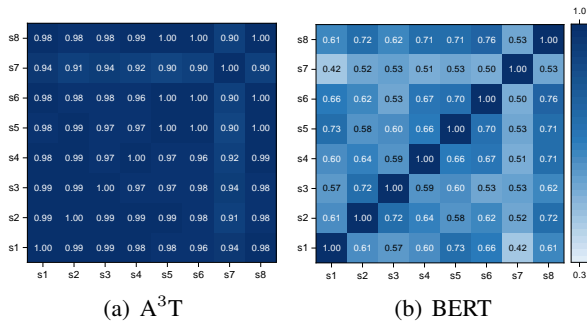 s8 0.98 0.98 0.98 0.99 1.00 1.00 0.90 1.00
s7 0.94 0.91 0.94 0.92 0.90 0.90 1.00 0.90
s6 0.98 0.98 0.98 0.96 1.00 1.00 0.90 1.00
s5 0.98 0.99 0.97 0.97 1.00 1.00 0.90 1.00
s4 0.98 0.99 0.97 1.00 0.97 0.96 0.92 0.99
s3 0.99 0.99 1.00 0.97 0.97 0.98 0.94 0.98
s2 0.99 1.00 0.99 0.99 0.99 0.98 0.91 0.98
s1 1.00 0.99 0.99 0.98 0.98 0.98 0.94 0.98
s1 s2 s3 s4 s5 s6 s7 s8
(a) A³T
s8 0.61 0.72 0.62 0.71 0.71 0.76 0.53 1.00
s7 0.42 0.52 0.53 0.51 0.53 0.50 1.00 0.53
s6 0.66 0.62 0.53 0.67 0.70 1.00 0.50 0.76
s5 0.73 0.58 0.60 0.66 1.00 0.70 0.53 0.71
s4 0.60 0.64 0.59 1.00 0.66 0.67 0.51 0.71
s3 0.57 0.72 1.00 0.59 0.60 0.53 0.53 0.62
s2 0.61 1.00 0.72 0.64 0.58 0.62 0.52 0.72
s1 1.00 0.61 0.57 0.60 0.73 0.66 0.42 0.61
s1 s2 s3 s4 s5 s6 s7 s8
(b) BERT
1.0
0.3